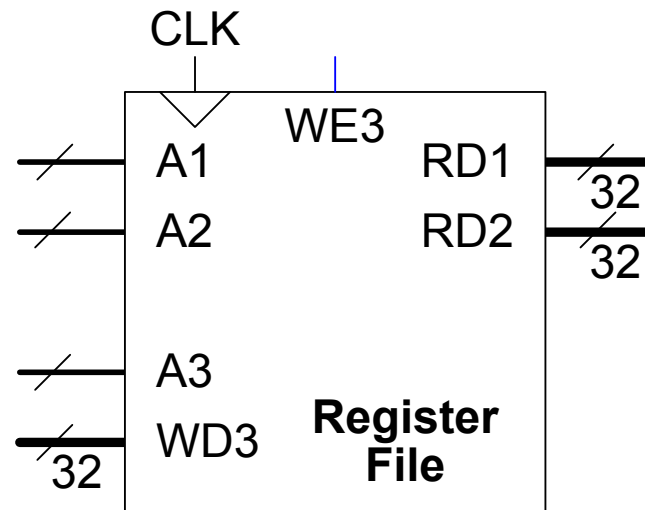 CLK
WE3
A1
RD1
32
A2
RD2
32
A3
WD3
32
Register
File